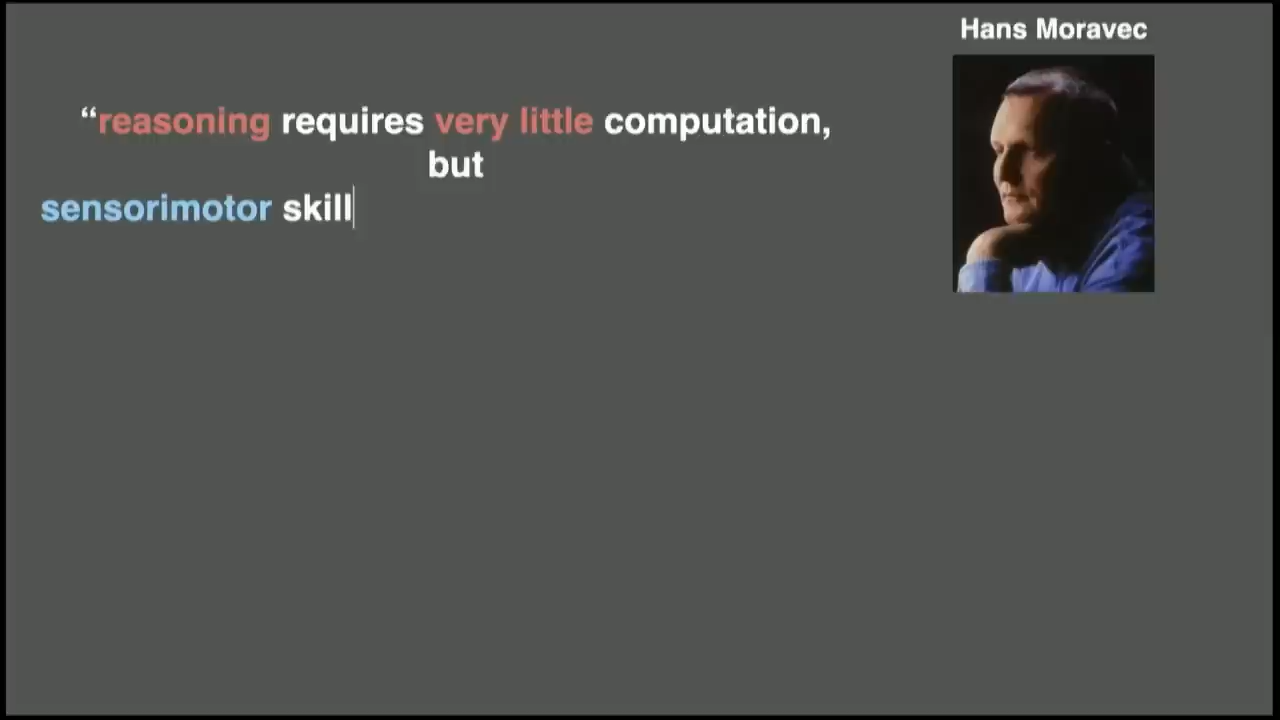 Hans Moravec
“reasoning requires very little computation,
but
sensorimotor skill